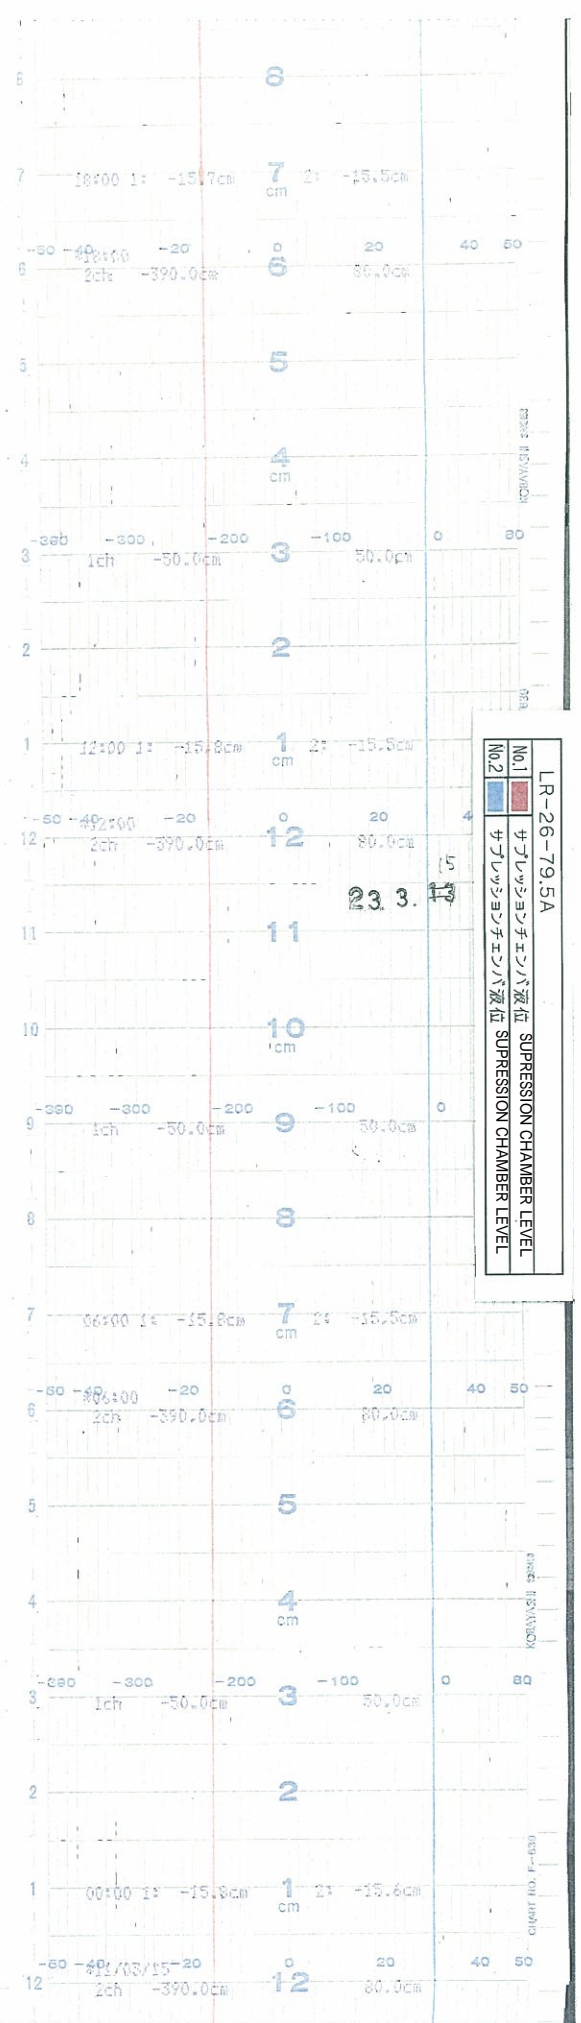 8
8
7
18:00 1: -15.7cm
7
2: -15.5cm
cm
-60 -40 -20 0 20 40 50
*18:00
6
2ch -390.0cm
6
80.0cm
5
5
4
4
cm
KOBAYASHI
-300 -200 -100 0 80
3
1ch -50.0cm
3
50.0cm
2
2
1
12:00 1: -15.8cm
1
2: -15.5cm
cm
-60 -40 -20 0 20 4
*12:00
12
2ch -390.0cm
12
80.0cm
15
23. 3. 13
11
11
10
10
cm
-390 -300 -200 -100 0
9
1ch -50.0cm
9
50.0cm
8
8
7
06:00 1: -15.8cm
7
2: -15.5cm
cm
LR-26-79.5A
No.1 サプレッションチェンバ液位 SUPRESSION CHAMBER LEVEL
No.2 サプレッションチェンバ液位 SUPRESSION CHAMBER LEVEL
-60 -40 -20 0 20 40 50
*06:00
6
2ch -390.0cm
6
80.0cm
5
5
4
4
cm
KOBAYASHI
-390 -300 -200 -100 0 80
3
1ch -50.0cm
3
50.0cm
2
2
1
00:00 1: -15.8cm
1
2: -15.6cm
cm
-60 -40 -20 0 20 40 50
*11/03/15
12
2ch -390.0cm
12
80.0cm